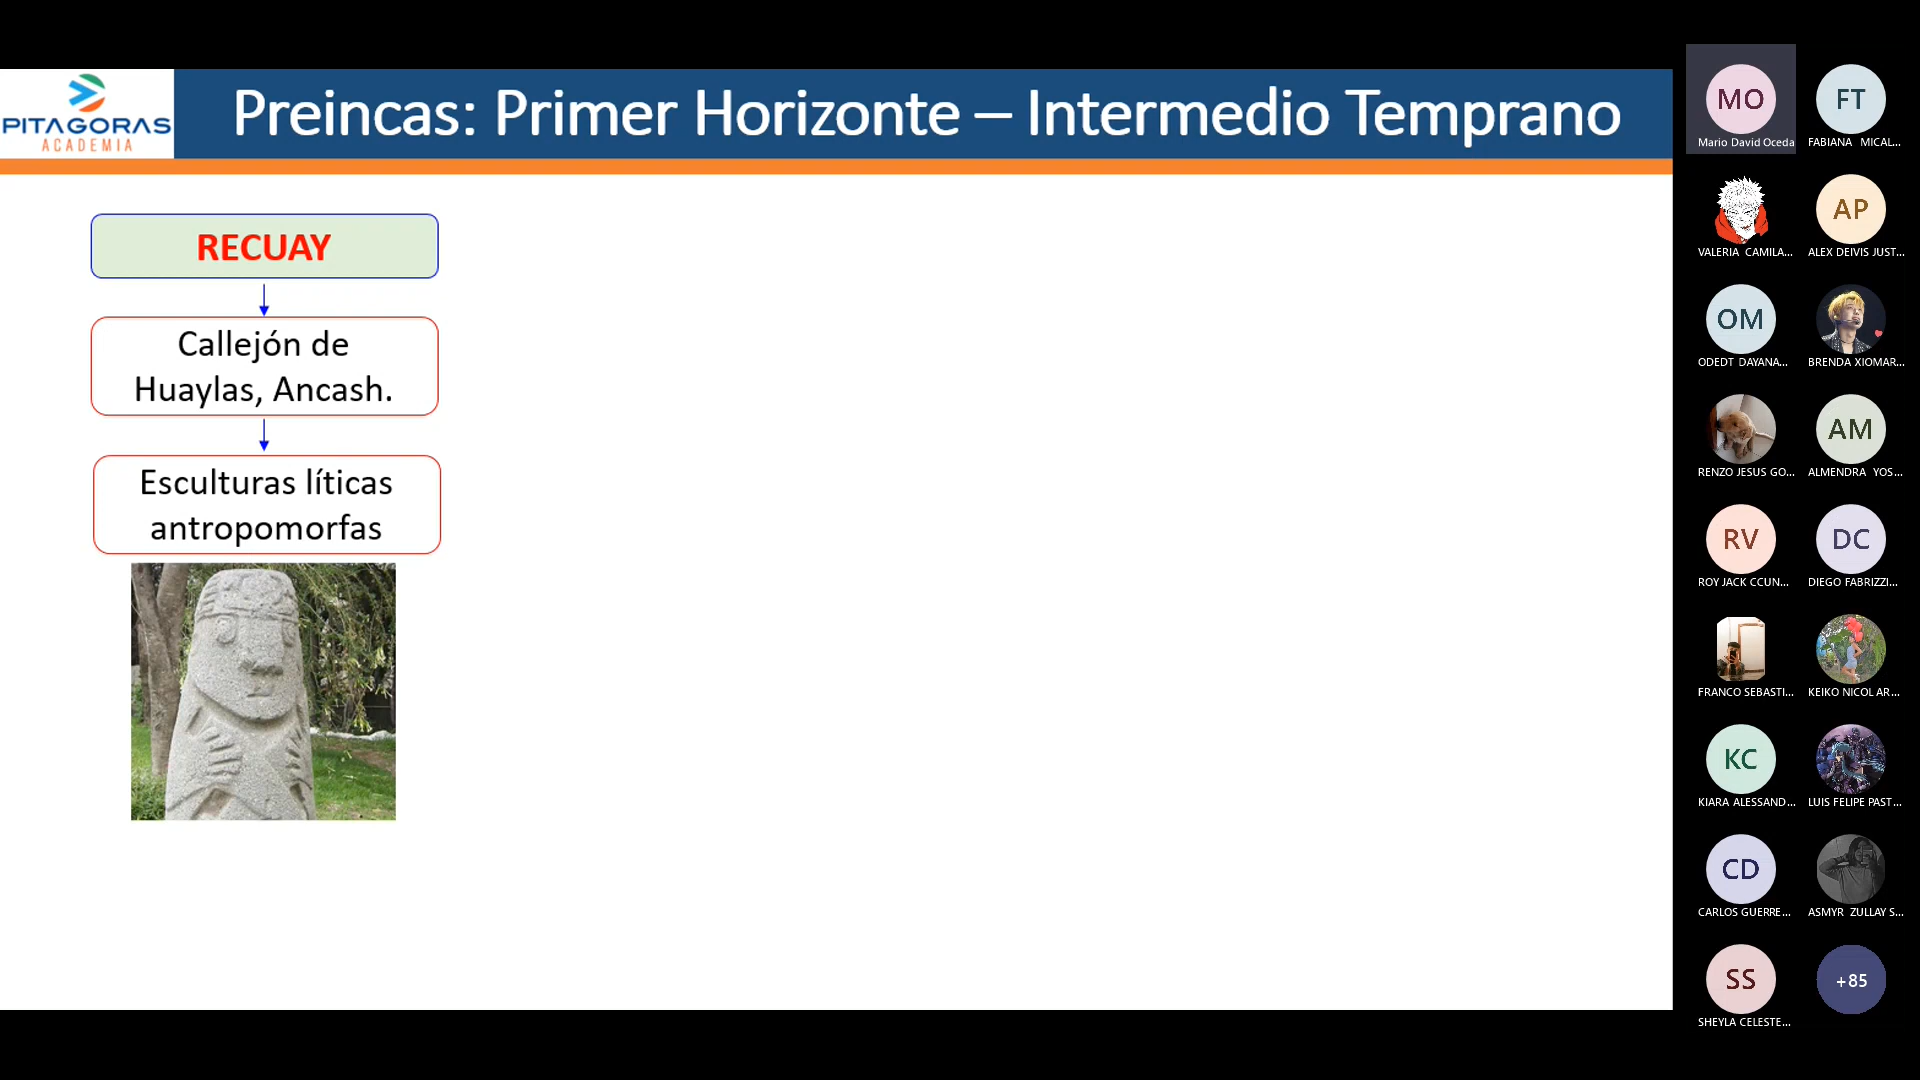 PITAGORAS
ACADEMIA
Preincas: Primer Horizonte – Intermedio Temprano
RECUAY
Callejón de
Huaylas, Ancash.
Esculturas líticas
antropomorfas
MO
Mario David Oceda
FT
FABIANA MICAL...
VALERIA CAMILA...
AP
ALEX DEIVIS JUST...
OM
ODEDT DAYANA...
BRENDA XIOMAR...
RENZO JESUS GO...
AM
ALMENDRA YOS...
RV
ROY JACK CCUN...
DC
DIEGO FABRIZZI...
FRANCO SEBASTI...
KEIKO NICOL AR...
KC
KIARA ALESSAND...
LUIS FELIPE PAST...
CD
CARLOS GUERRE...
ASMYR ZULLAY S...
SS
SHEYLA CELESTE...
+85